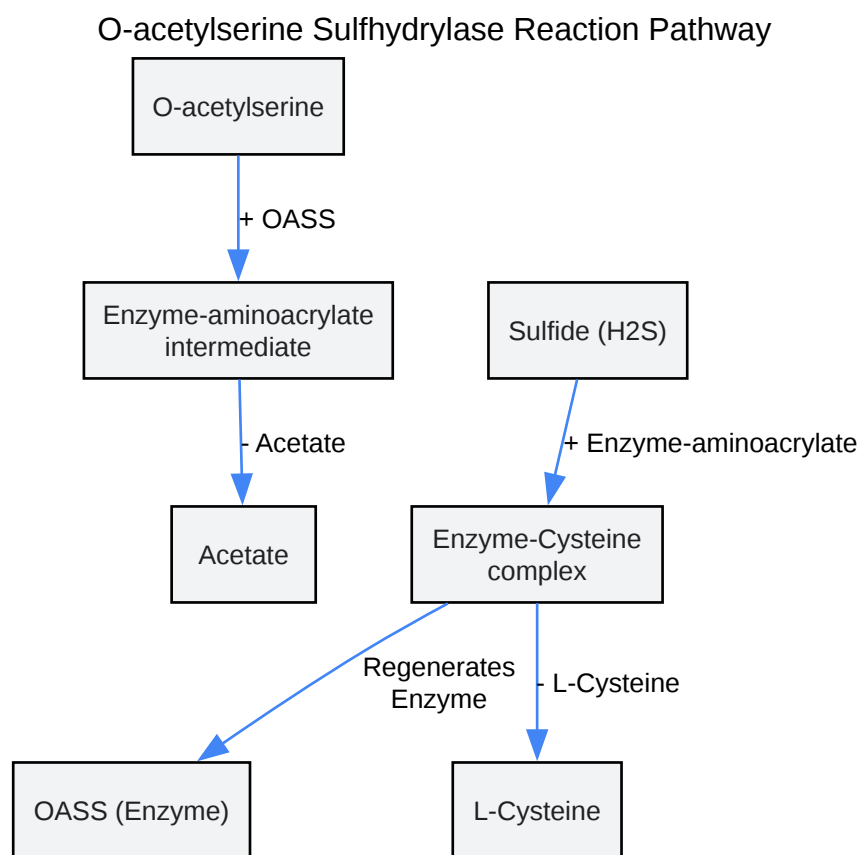 O-acetylserine Sulfhydrylase Reaction Pathway
O-acetylserine
+ OASS
Enzyme-aminoacrylate
intermediate
Sulfide (H2S)
- Acetate
+ Enzyme-aminoacrylate
Acetate
Enzyme-Cysteine
complex
Regenerates
Enzyme
- L-Cysteine
OASS (Enzyme)
L-Cysteine